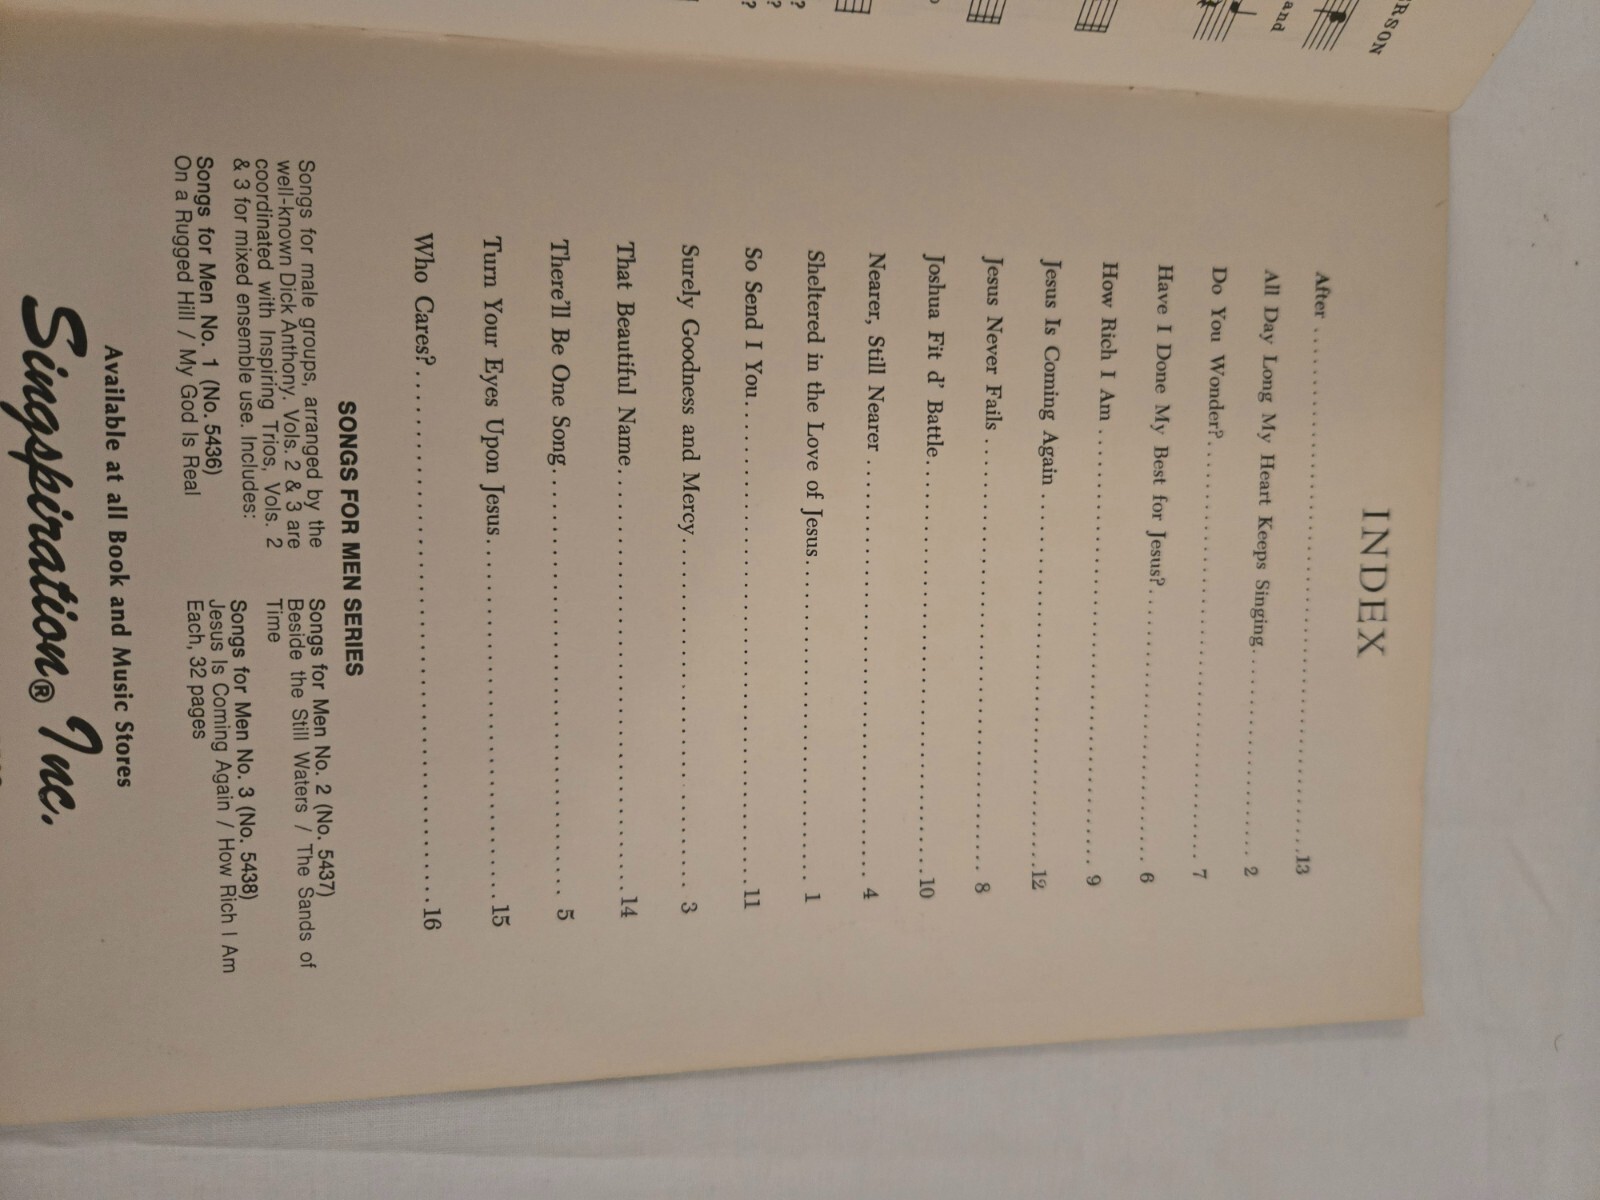 ERSON
and
INDEX
After . . . . . . . . . . . . . . . . . . . . . . . . . . . . . . . . . . . . . . . . . . . . . . .13
All Day Long My Heart Keeps Singing. . . . . . . . . . . . . . . . . . 2
Do You Wonder?. . . . . . . . . . . . . . . . . . . . . . . . . . . . . . . . . . . 7
Have I Done My Best for Jesus?. . . . . . . . . . . . . . . . . . . . . . . 6
How Rich I Am . . . . . . . . . . . . . . . . . . . . . . . . . . . . . . . . . . . 9
Jesus Is Coming Again . . . . . . . . . . . . . . . . . . . . . . . . . . . . . .12
Jesus Never Fails . . . . . . . . . . . . . . . . . . . . . . . . . . . . . . . . . . 8
Joshua Fit d' Battle. . . . . . . . . . . . . . . . . . . . . . . . . . . . . . . . . .10
Nearer, Still Nearer . . . . . . . . . . . . . . . . . . . . . . . . . . . . . . . . 4
Sheltered in the Love of Jesus. . . . . . . . . . . . . . . . . . . . . . . . . 1
So Send I You. . . . . . . . . . . . . . . . . . . . . . . . . . . . . . . . . . . . . .11
Surely Goodness and Mercy. . . . . . . . . . . . . . . . . . . . . . . . . . . 3
That Beautiful Name. . . . . . . . . . . . . . . . . . . . . . . . . . . . . . . .14
There'll Be One Song. . . . . . . . . . . . . . . . . . . . . . . . . . . . . . . . 5
Turn Your Eyes Upon Jesus. . . . . . . . . . . . . . . . . . . . . . . . . . .15
Who Cares?. . . . . . . . . . . . . . . . . . . . . . . . . . . . . . . . . . . . . . . .16
SONGS FOR MEN SERIES
Songs for male groups, arranged by the
well-known Dick Anthony. Vols. 2 & 3 are
coordinated with Inspiring Trios, Vols. 2
& 3 for mixed ensemble use. Includes:
Songs for Men No. 1 (No. 5436)
On a Rugged Hill / My God Is Real
Songs for Men No. 2 (No. 5437)
Beside the Still Waters / The Sands of
Time
Songs for Men No. 3 (No. 5438)
Jesus Is Coming Again / How Rich I Am
Each, 32 pages
Available at all Book and Music Stores
Singspiration® Inc.